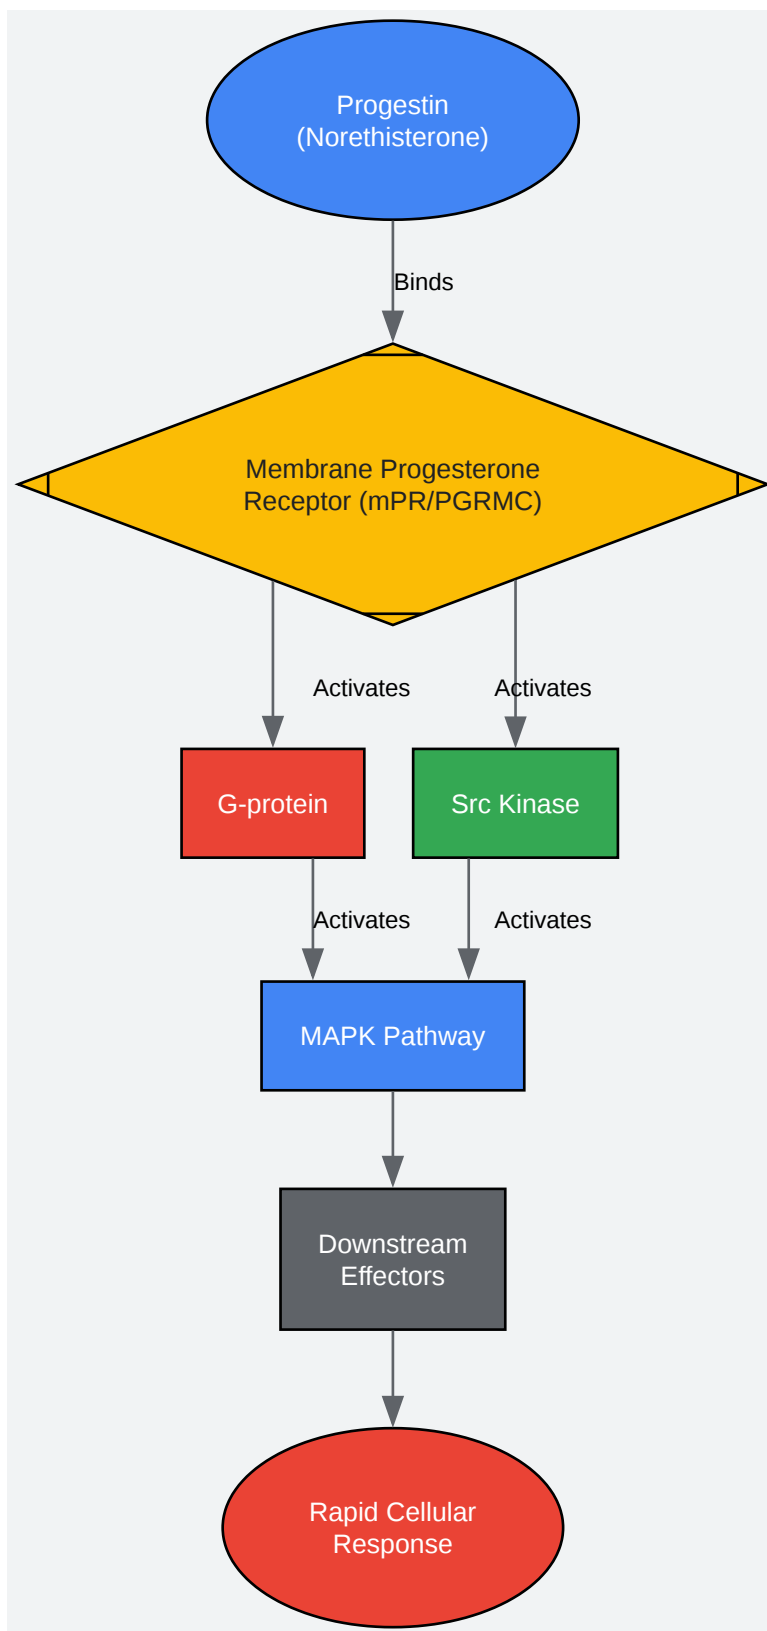 Progestin
(Norethisterone)
Binds
Membrane Progesterone
Receptor (mPR/PGRMC)
Activates
Activates
G-protein
Src Kinase
Activates
Activates
MAPK Pathway
Downstream
Effectors
Rapid Cellular
Response